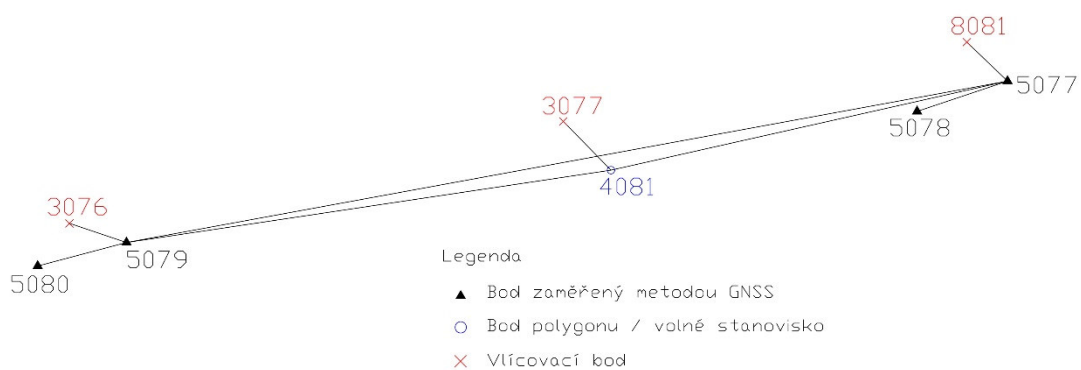 8081
5077
3077
5078
4081
3076
5079
5080
Legenda
Bod zaměřený metodou GNSS
Bod polygonu / volné stanovisko
Vlícovací bod